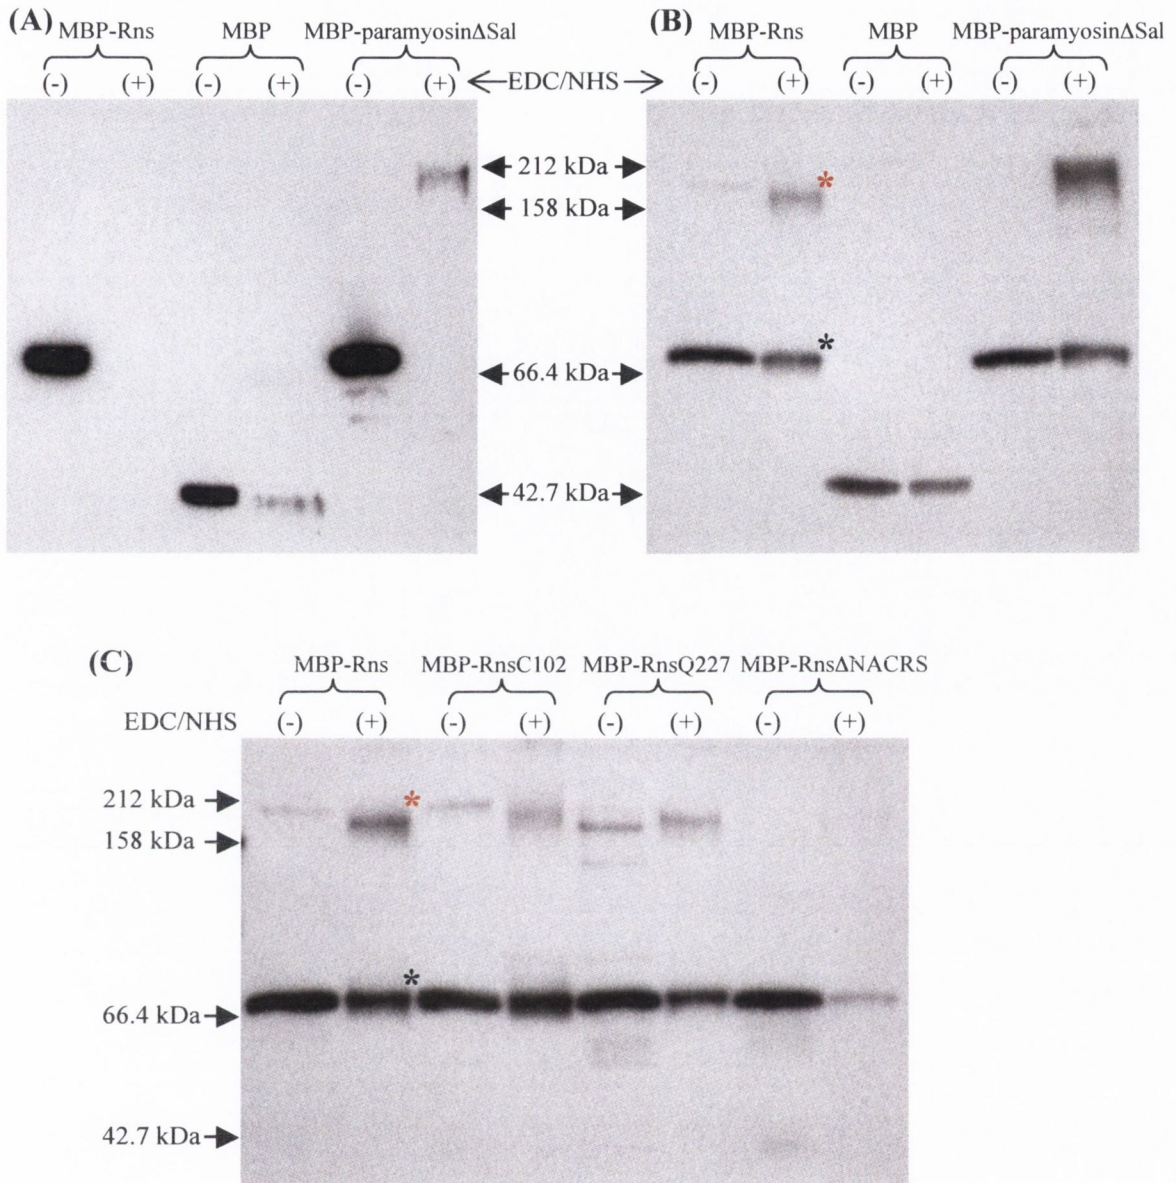 (A) MBP-Rns MBP MBP-paramyosinΔSal (B) MBP-Rns MBP MBP-paramyosinΔSal
(-) (+) (-) (+) (-) (+) EDC/NHS (-) (+) (-) (+) (-) (+)
212 kDa
*
158 kDa
*
66.4 kDa
42.7 kDa
(C) MBP-Rns MBP-RnsC102 MBP-RnsQ227 MBP-RnsΔNACRS
EDC/NHS (-) (+) (-) (+) (-) (+) (-) (+)
212 kDa *
158 kDa
*
66.4 kDa
42.7 kDa